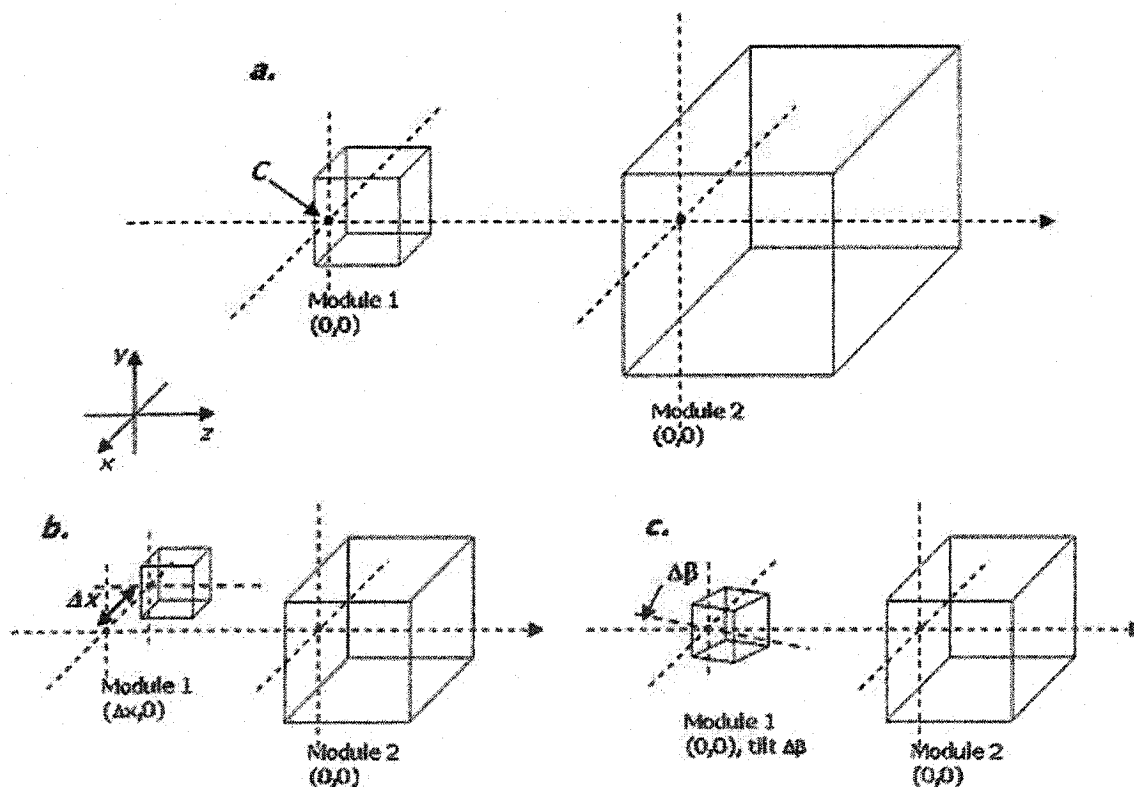 a.
C
Module 1
(0,0)
Module 2
(0,0)
y
z
x
b.
Δx
Module 1
(Δx,0)
Module 2
(0,0)
c.
Δβ
Module 1
(0,0), tilt Δβ
Module 2
(0,0)